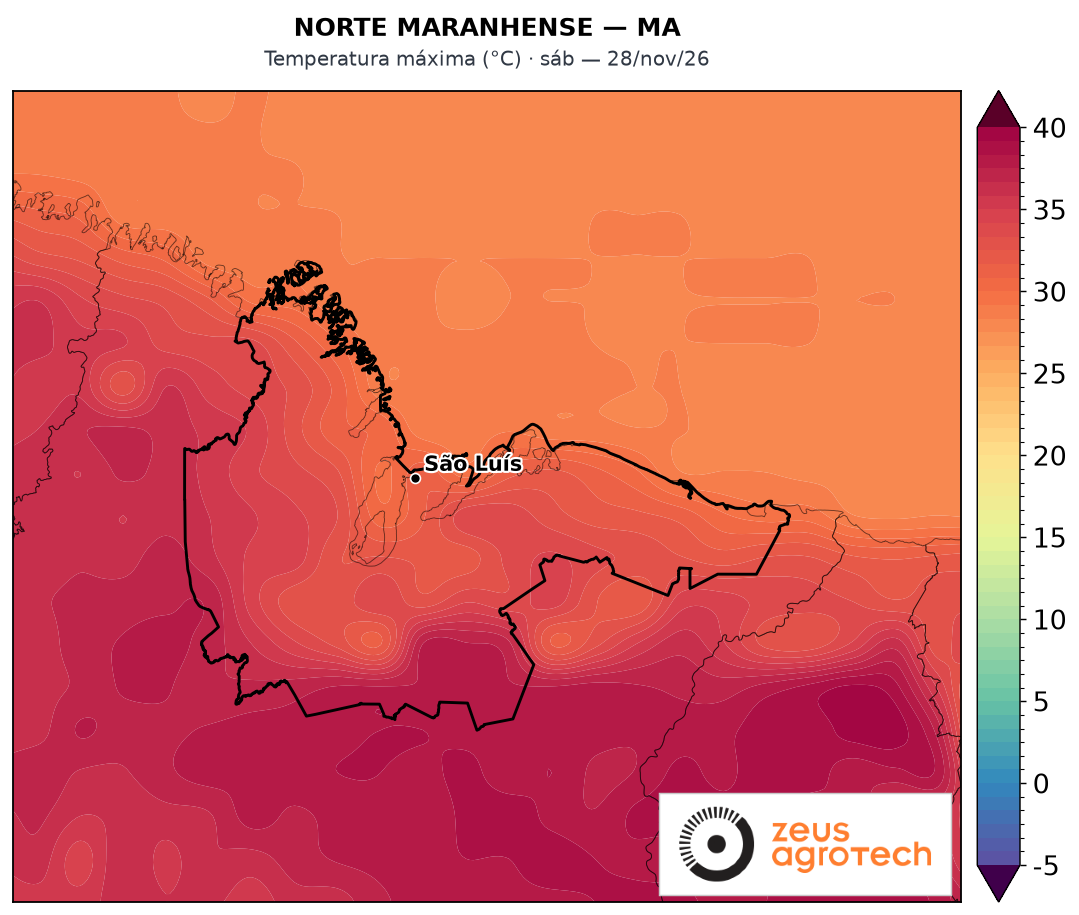 NORTE MARANHENSE — MA
Temperatura máxima (°C) · sáb — 28/nov/26
40
35
30
25
20
15
10
5
0
-5
São Luís
zeus
agrotech